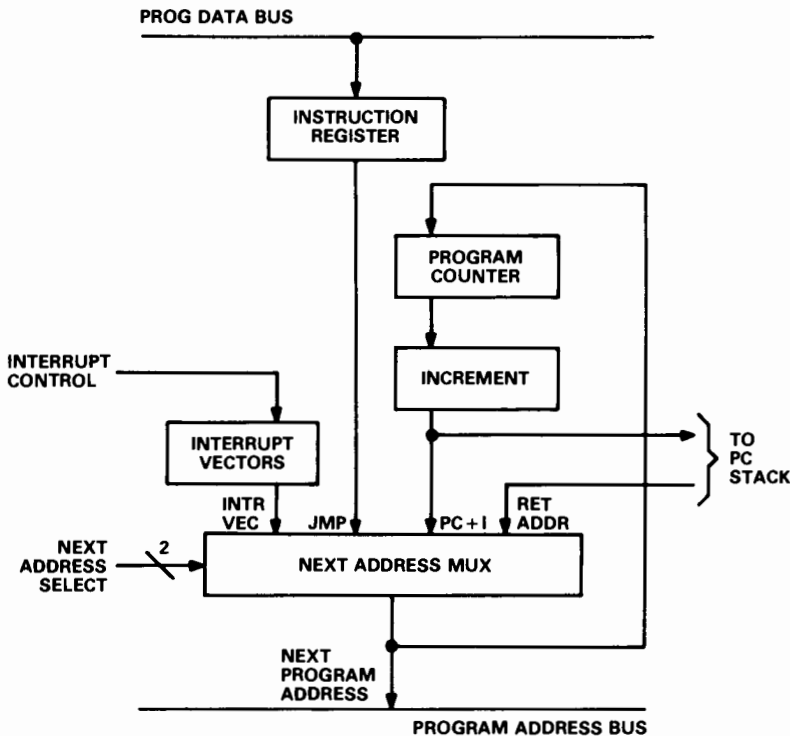 PROG DATA BUS
INSTRUCTION
REGISTER
PROGRAM
COUNTER
INTERRUPT
CONTROL
INCREMENT
INTERRUPT
VECTORS
TO
PC
STACK
INTR
VEC
JMP
PC + I
RET
ADDR
NEXT
ADDRESS
SELECT
2
NEXT ADDRESS MUX
NEXT
PROGRAM
ADDRESS
PROGRAM ADDRESS BUS